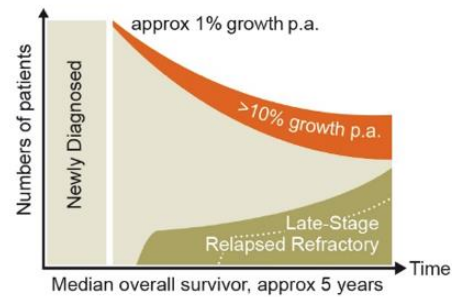 approx 1% growth p.a.
Numbers of patients
Newly Diagnosed
>10% growth p.a.
Late-Stage
Relapsed Refractory
Time
Median overall survivor, approx 5 years